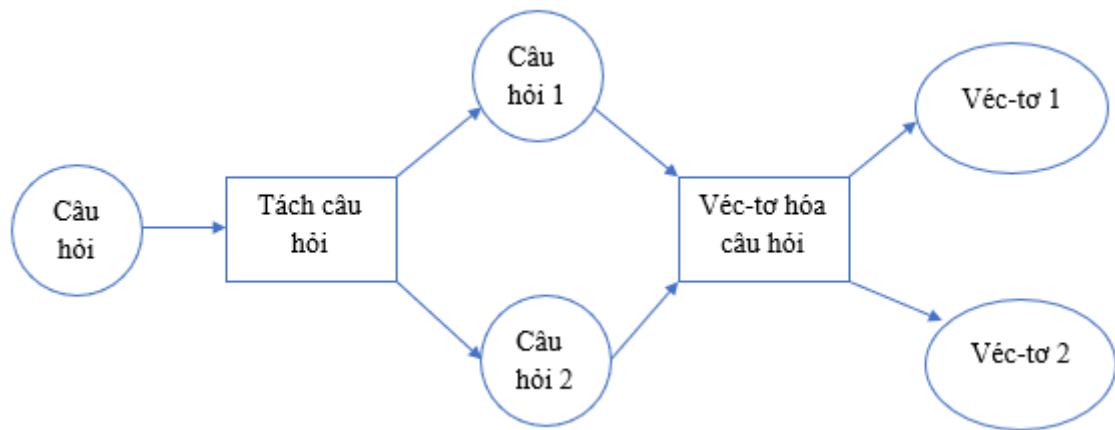 Câu
hỏi
Tách câu
hỏi
Câu
hỏi 1
Câu
hỏi 2
Véc-tơ hóa
câu hỏi
Véc-tơ 1
Véc-tơ 2